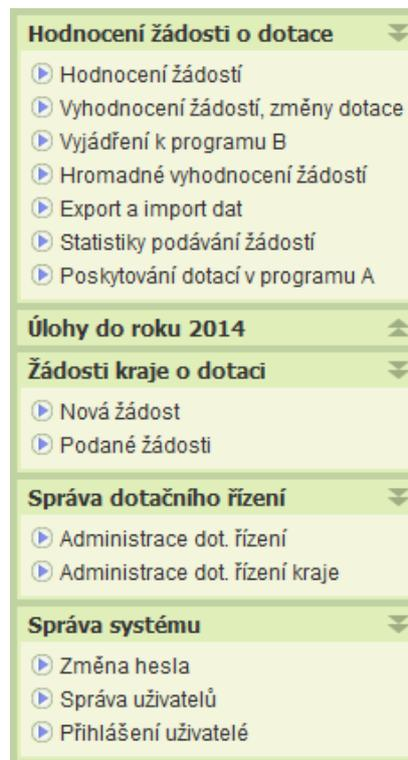 Hodnocení žádosti o dotace
Hodnocení žádostí
Vyhodnocení žádostí, změny dotace
Vyjádření k programu B
Hromadné vyhodnocení žádostí
Export a import dat
Statistiky podávání žádostí
Poskytování dotací v programu A
Úlohy do roku 2014
Žádosti kraje o dotaci
Nová žádost
Podané žádosti
Správa dotačního řízení
Administrace dot. řízení
Administrace dot. řízení kraje
Správa systému
Změna hesla
Správa uživatelů
Přihlášení uživatelé